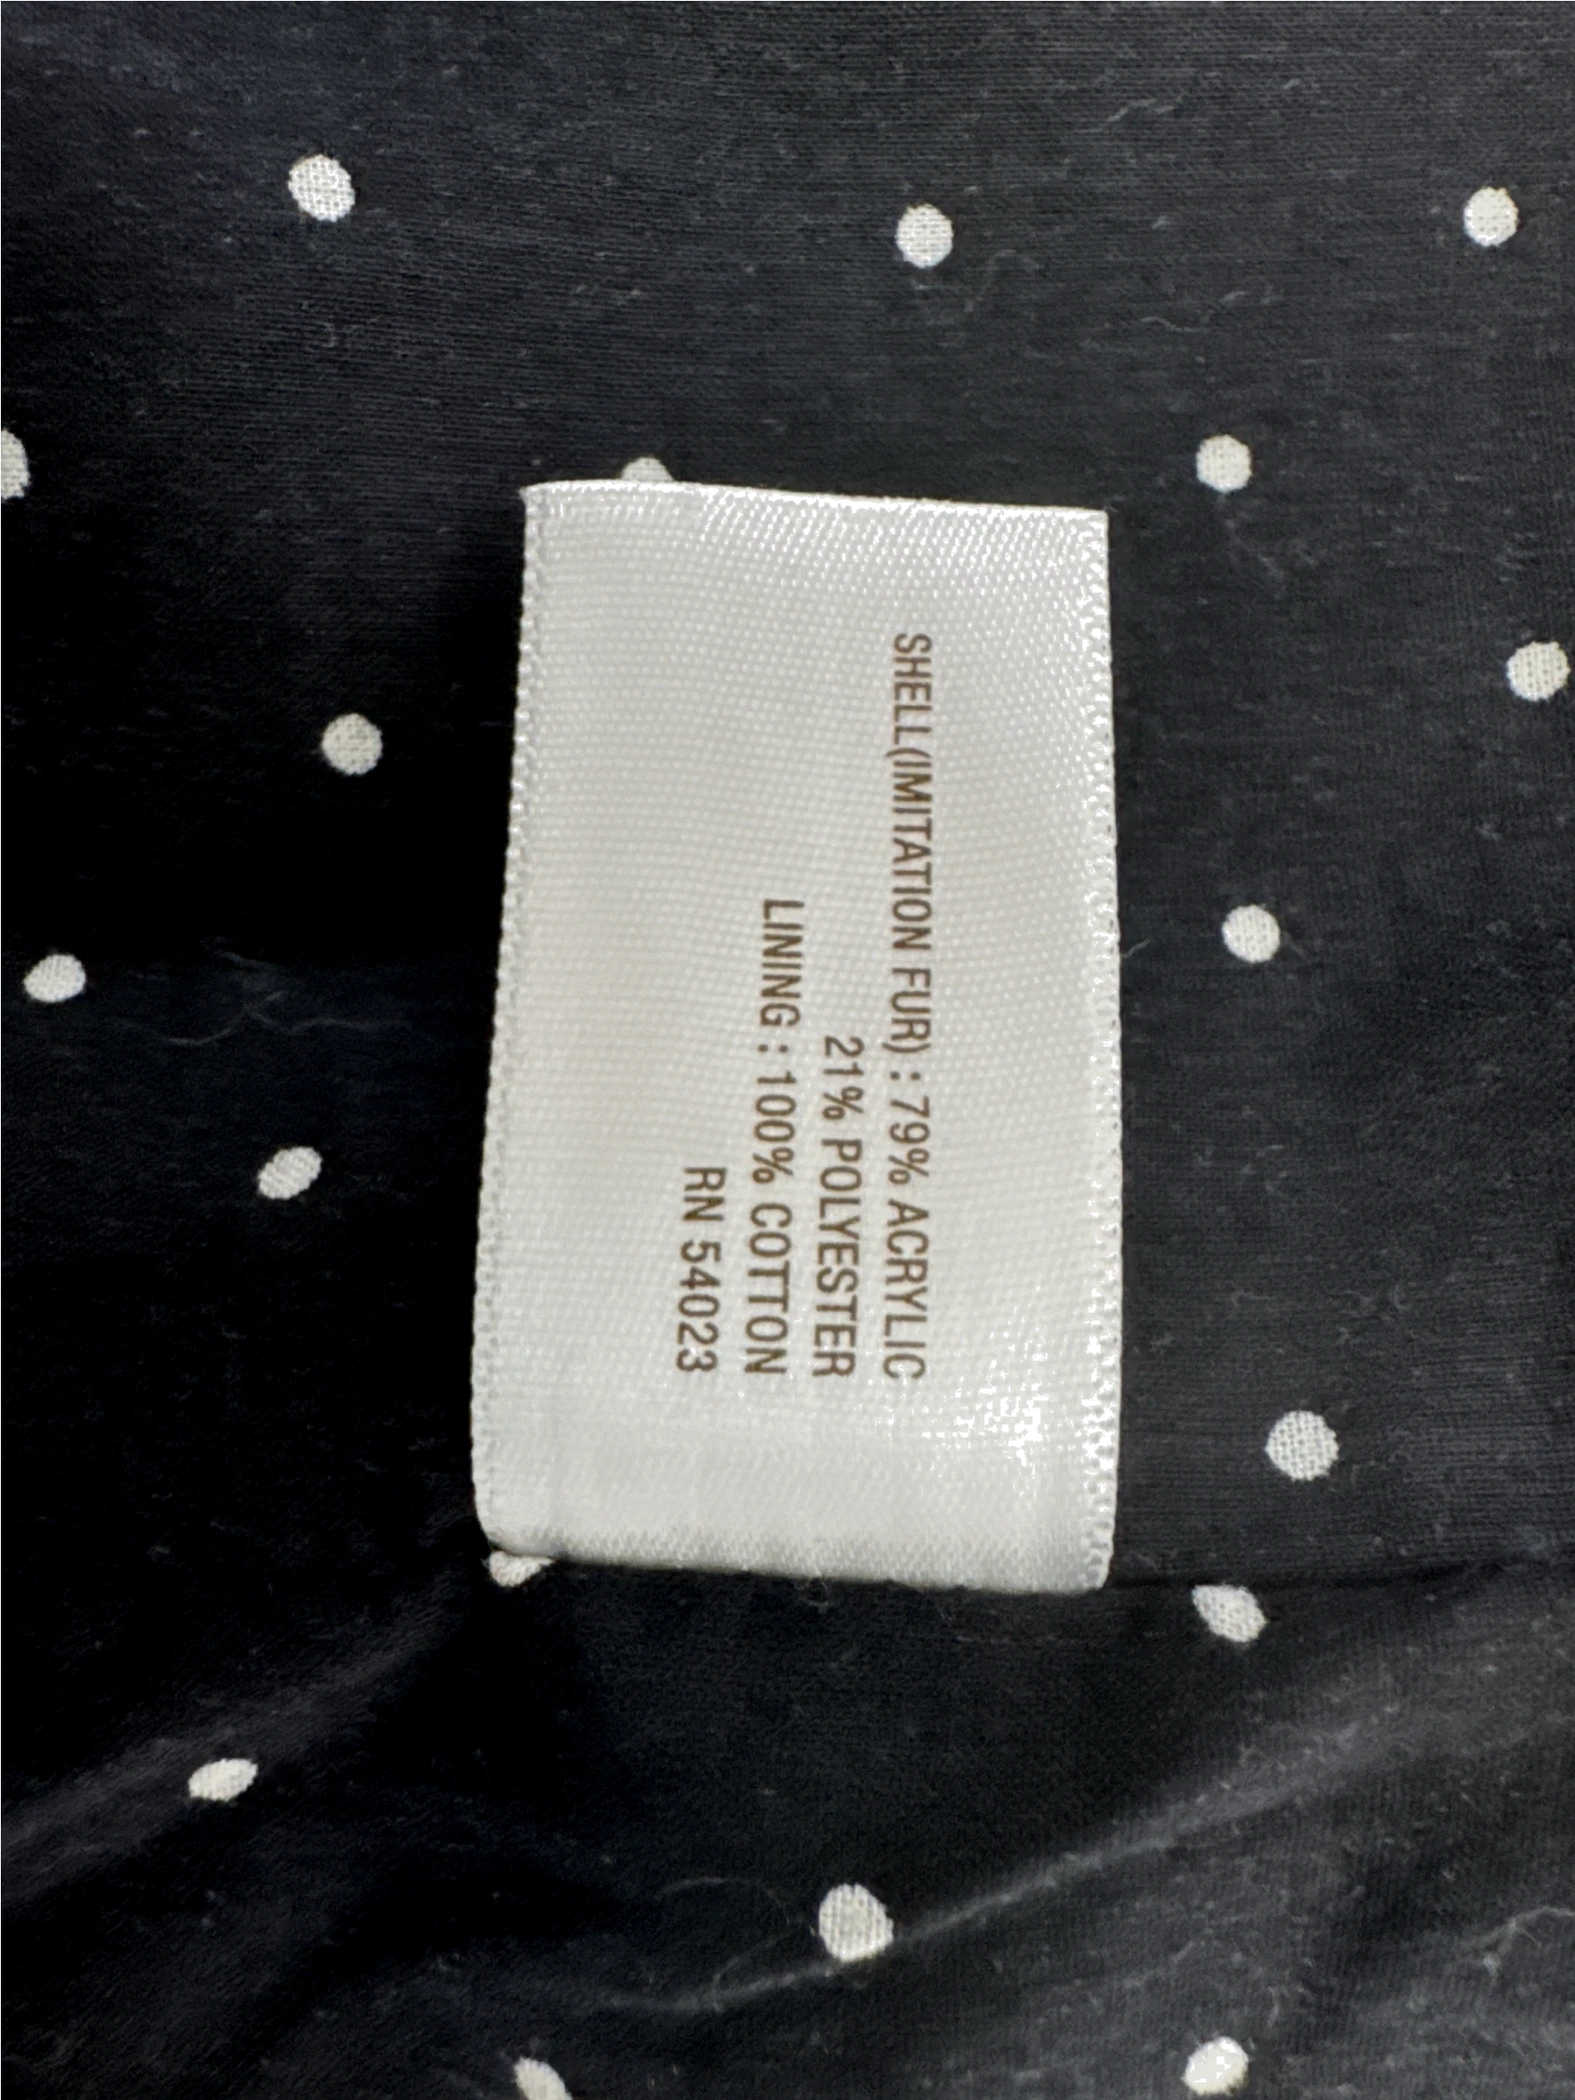 SHELL(IMITATION FUR) : 79% ACRYLIC
21% POLYESTER
LINING : 100% COTTON
RN 54023